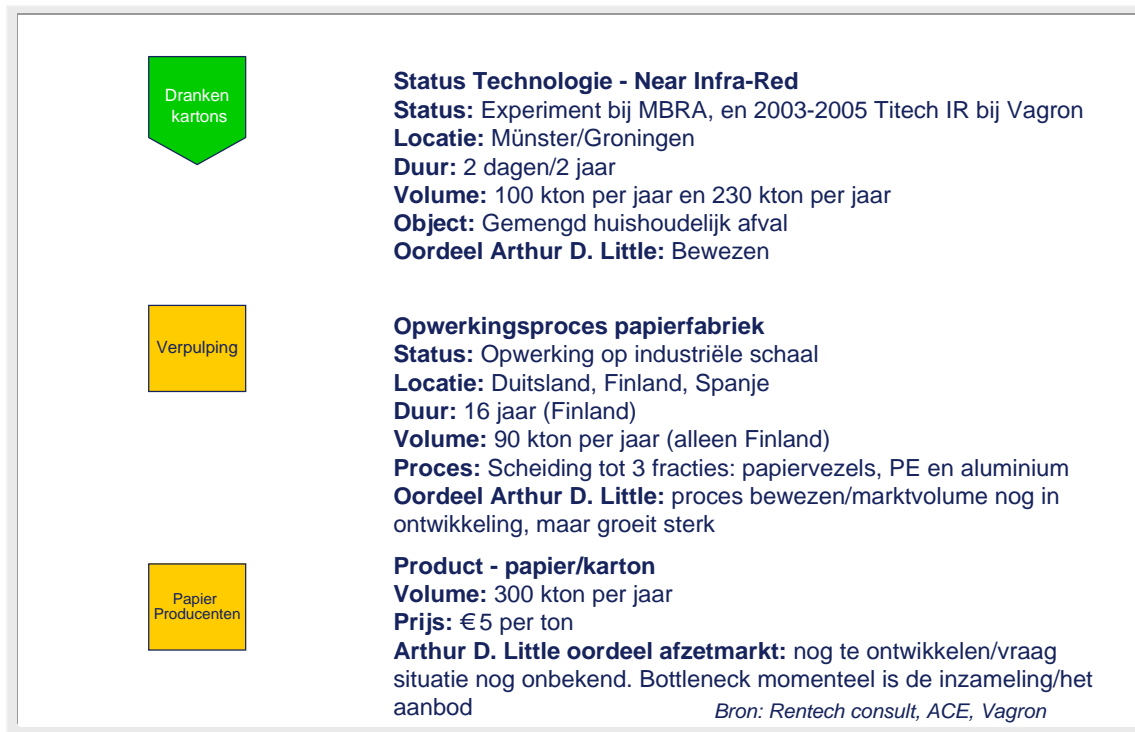 Dranken
kartons
Status Technologie - Near Infra-Red
Status: Experiment bij MBRA, en 2003-2005 Titech IR bij Vagron
Locatie: Münster/Groningen
Duur: 2 dagen/2 jaar
Volume: 100 kton per jaar en 230 kton per jaar
Object: Gemengd huishoudelijk afval
Oordeel Arthur D. Little: Bewezen
Verpulping
Opwerkingsproces papierfabriek
Status: Opwerking op industriële schaal
Locatie: Duitsland, Finland, Spanje
Duur: 16 jaar (Finland)
Volume: 90 kton per jaar (alleen Finland)
Proces: Scheiding tot 3 fracties: papiervezels, PE en aluminium
Oordeel Arthur D. Little: proces bewezen/marktvolume nog in
ontwikkeling, maar groeit sterk
Papier
Producenten
Product - papier/karton
Volume: 300 kton per jaar
Prijs: € 5 per ton
Arthur D. Little oordeel afzetmarkt: nog te ontwikkelen/vraag
situatie nog onbekend. Bottleneck momenteel is de inzameling/het
aanbod
Bron: Rentech consult, ACE, Vagron